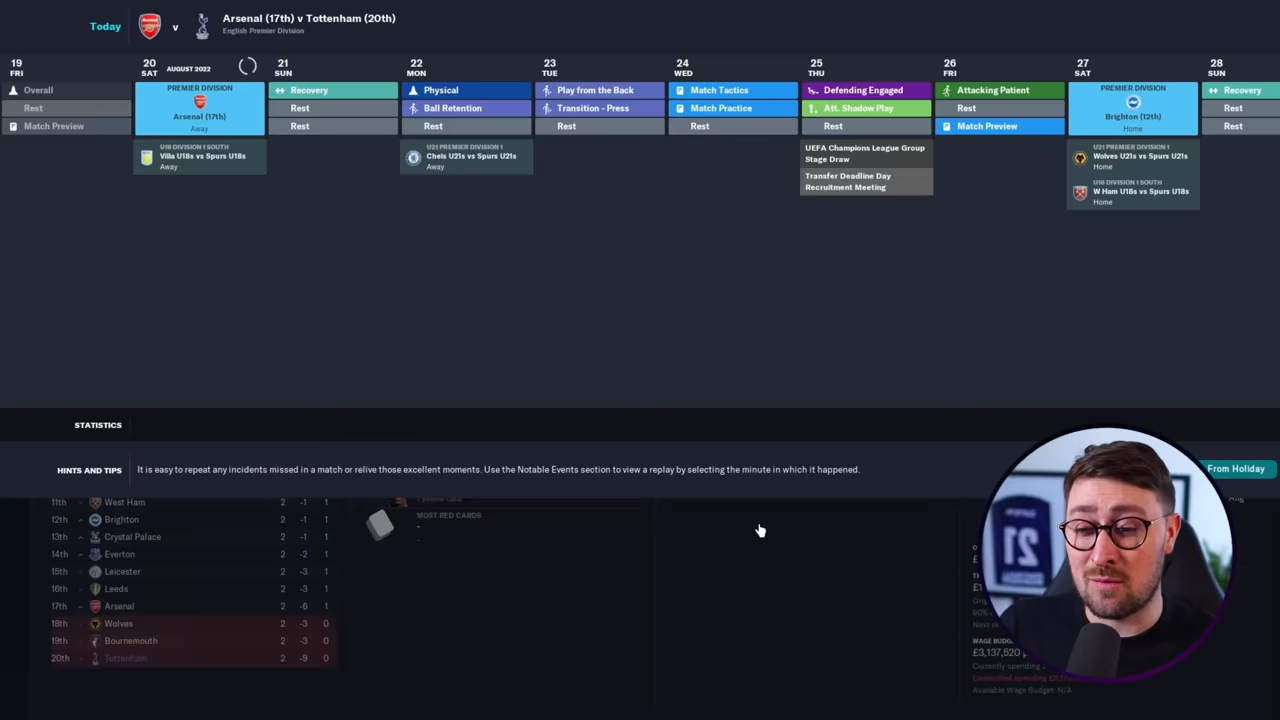 Today
v
Arsenal (17th) v Tottenham (20th)
English Premier Division
19
FRI
20
SAT
AUGUST 2022
21
SUN
22
MON
23
TUE
24
WED
25
THU
26
FRI
27
SAT
28
SUN
Overall
Rest
Match Preview
PREMIER DIVISION
Arsenal (17th)
Away
U18 DIVISION 1 SOUTH
Villa U18s vs Spurs U18s
Away
Recovery
Rest
Rest
Physical
Ball Retention
Rest
U21 PREMIER DIVISION 1
Chels U21s vs Spurs U21s
Away
Play from the Back
Transition - Press
Rest
Match Tactics
Match Practice
Rest
Defending Engaged
Att. Shadow Play
Rest
UEFA Champions League Group
Stage Draw
Transfer Deadline Day
Recruitment Meeting
Attacking Patient
Rest
Match Preview
PREMIER DIVISION
Brighton (12th)
Home
U21 PREMIER DIVISION 1
Wolves U21s vs Spurs U21s
Home
U18 DIVISION 1 SOUTH
W Ham U18s vs Spurs U18s
Home
Recovery
Rest
Rest
STATISTICS
HINTS AND TIPS
It is easy to repeat any incidents missed in a match or relive those excellent moments. Use the Notable Events section to view a replay by selecting the minute in which it happened.
From Holiday
11th West Ham 2 -1 1
12th Brighton 2 -1 1
13th Crystal Palace 2 -1 1
14th Everton 2 -2 1
15th Leicester 2 -3 1
16th Leeds 2 -3 1
17th Arsenal 2 -6 1
18th Wolves 2 -3 0
19th Bournemouth 2 -3 0
20th Tottenham 2 -9 0
MOST RED CARDS
-
21
WAGE BUDG
£3,137,520 p
Currently spending
Committed spending
Available Wage Budget: N/A